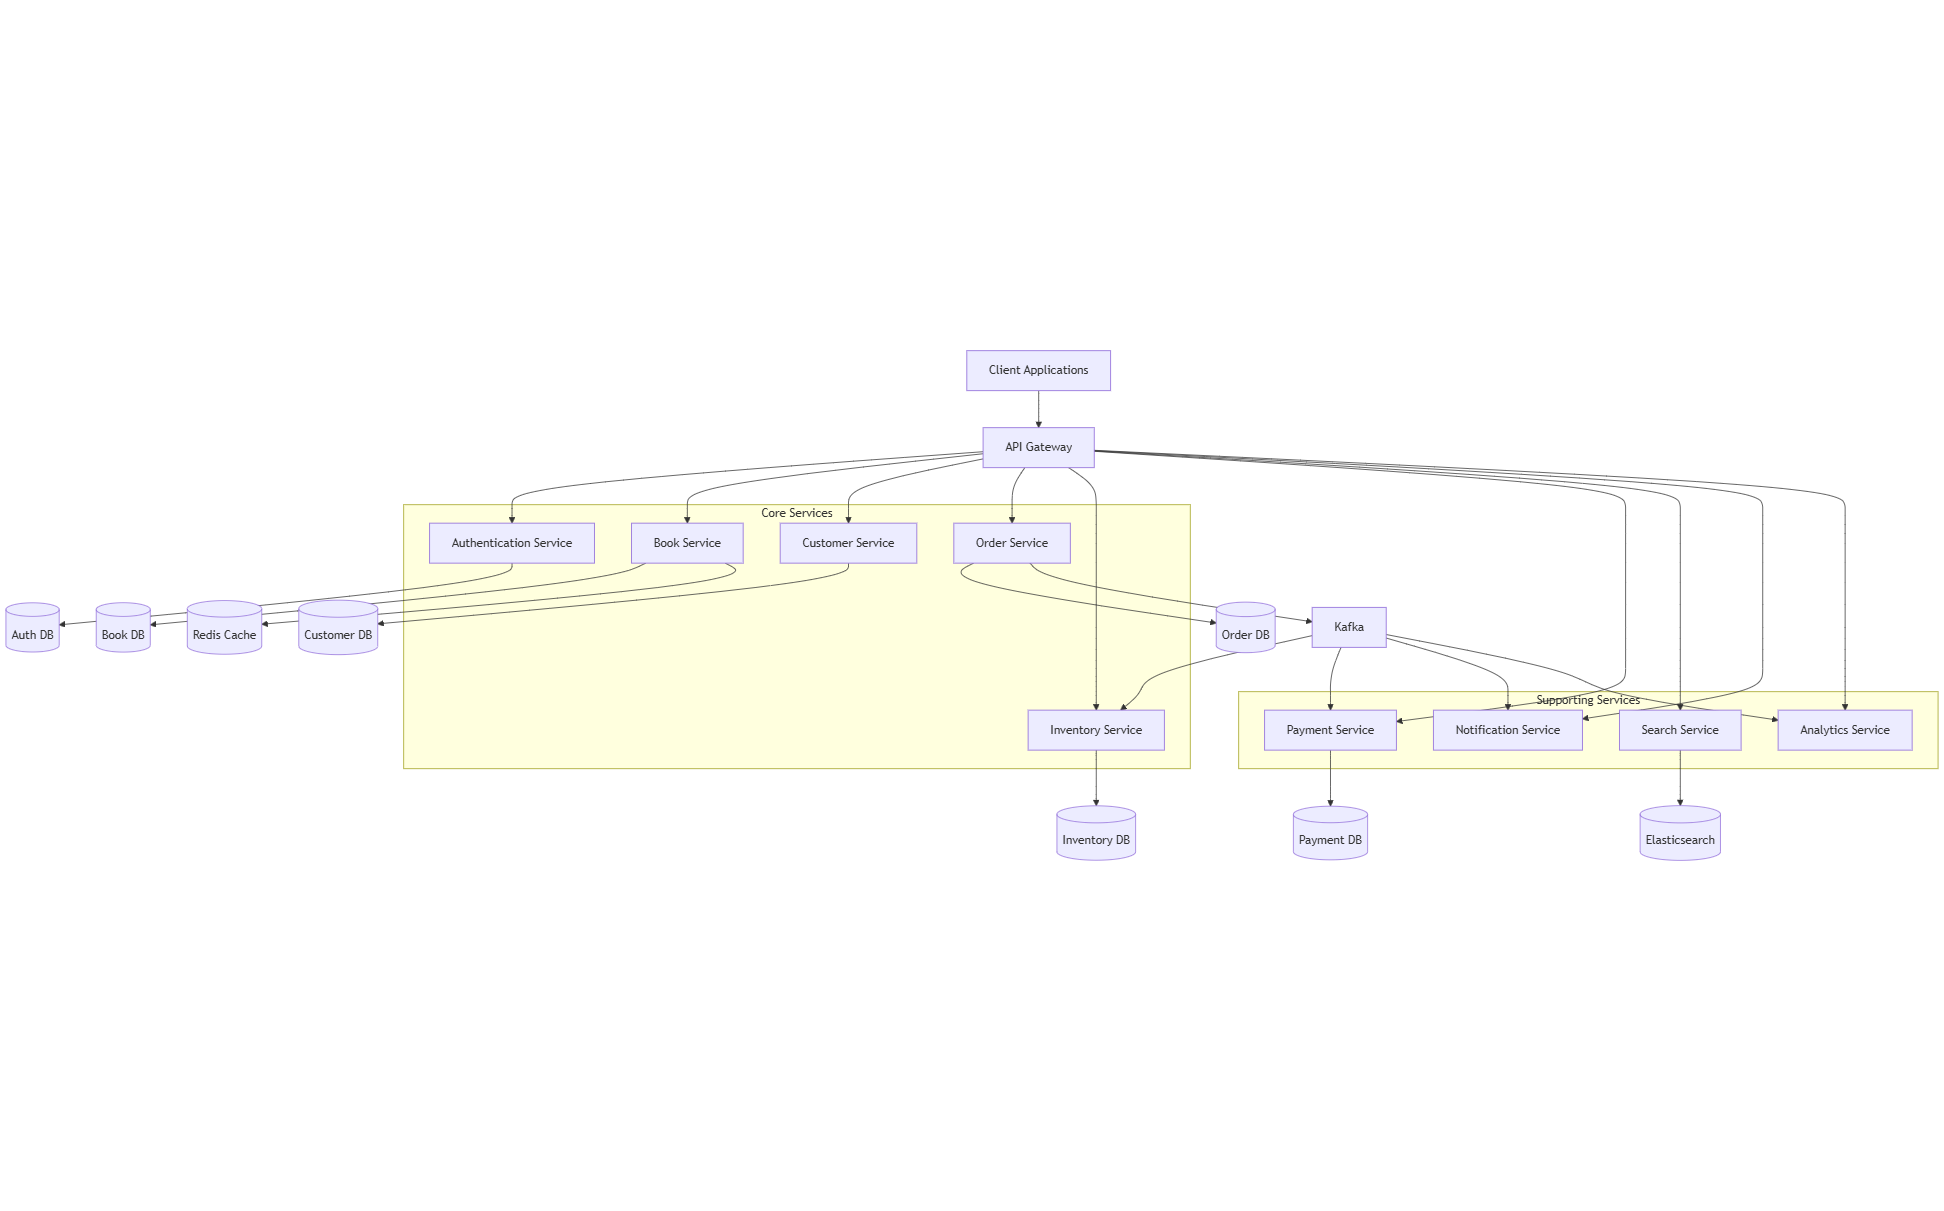 Client Applications
API Gateway
Core Services
Authentication Service
Book Service
Customer Service
Order Service
Auth DB
Book DB
Redis Cache
Customer DB
Order DB
Kafka
Supporting Services
Inventory Service
Payment Service
Notification Service
Search Service
Analytics Service
Inventory DB
Payment DB
Elasticsearch